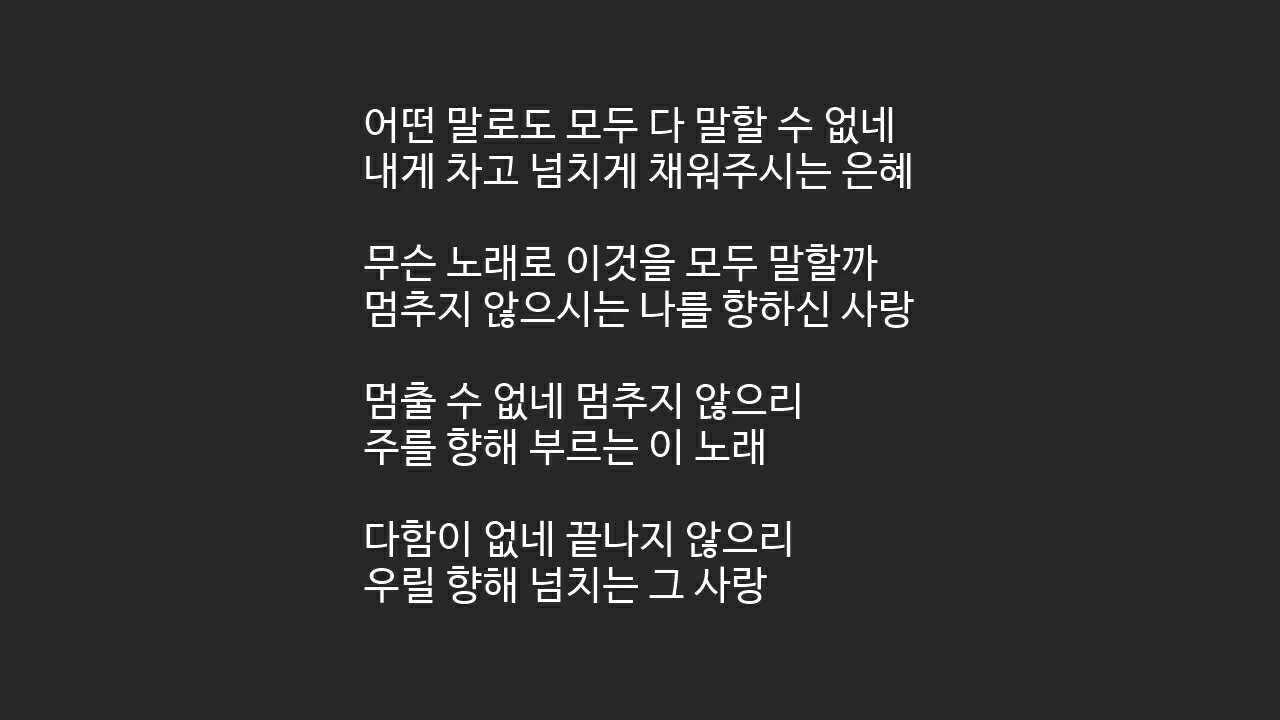 어떤 말로도 모두 다 말할 수 없네
내게 차고 넘치게 채워주시는 은혜
무슨 노래로 이것을 모두 말할까
멈추지 않으시는 나를 향하신 사랑
멈출 수 없네 멈추지 않으리
주를 향해 부르는 이 노래
다함이 없네 끝나지 않으리
우릴 향해 넘치는 그 사랑